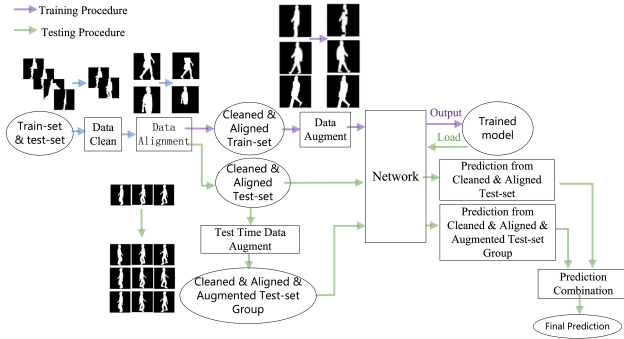 Training Procedure
Testing Procedure
Train-set
& test-set
Data
Clean
Data
Alignment
Cleaned &
Aligned
Train-set
Data
Augment
Network
Output
Load
Trained
model
Cleaned &
Aligned
Test-set
Prediction from
Cleaned & Aligned
Test-set
Test Time Data
Augment
Prediction from
Cleaned & Aligned &
Augmented Test-set
Group
Cleaned & Aligned &
Augmented Test-set
Group
Prediction
Combination
Final Prediction